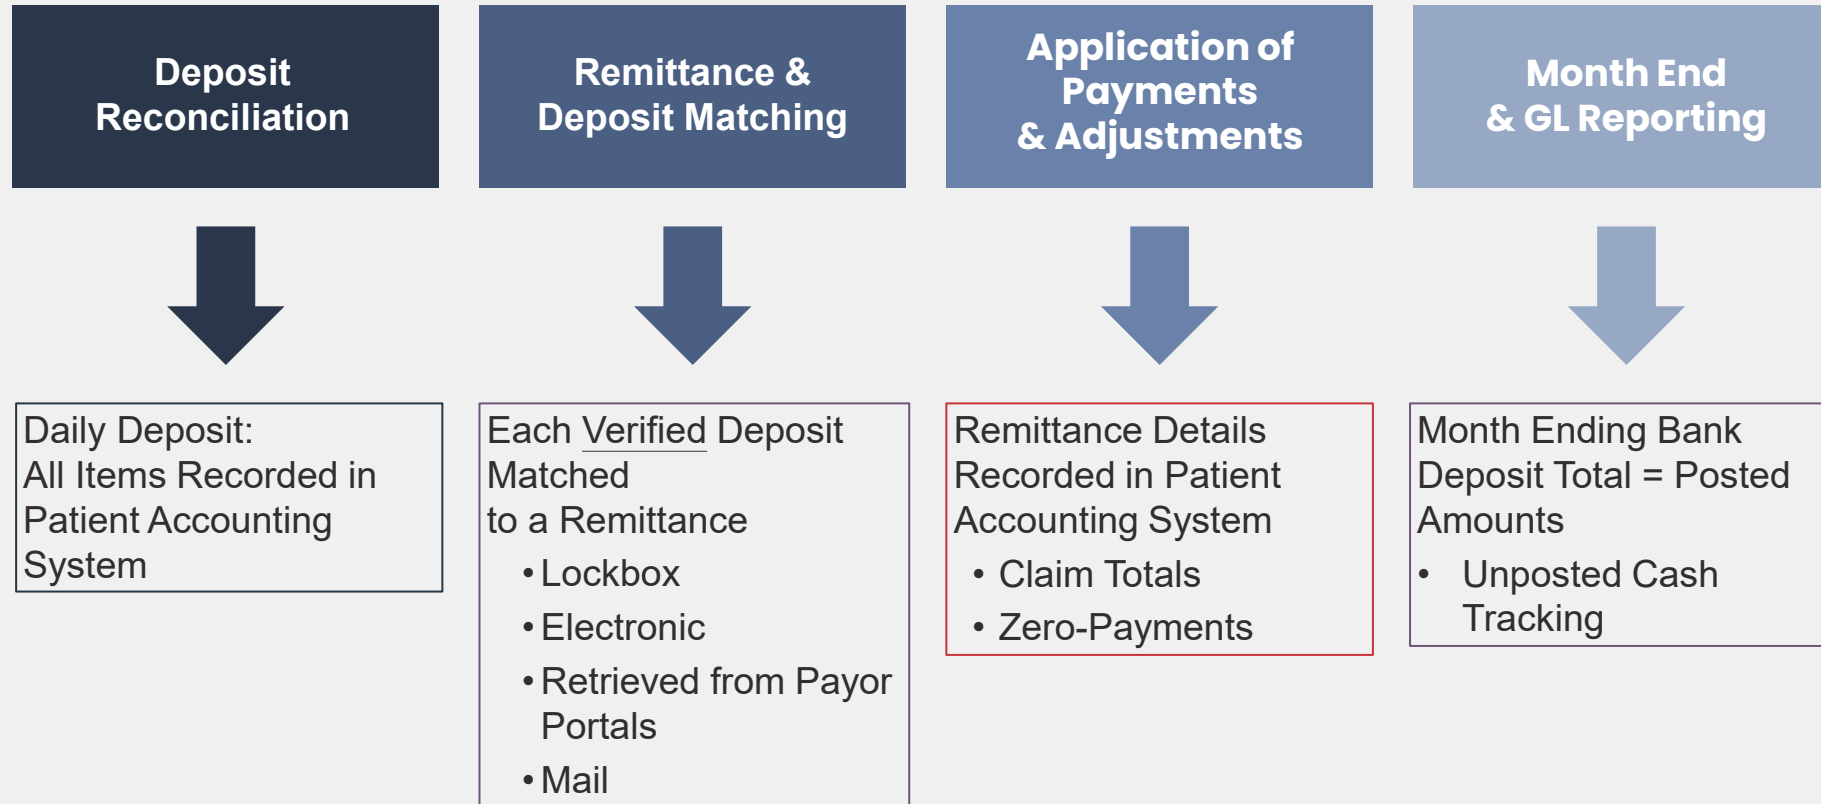 Deposit
Reconciliation
Remittance &
Deposit Matching
Application of
Payments
& Adjustments
Month End
& GL Reporting
Daily Deposit:
All Items Recorded in
Patient Accounting
System
Each Verified Deposit
Matched
to a Remittance
• Lockbox
• Electronic
• Retrieved from Payor
Portals
• Mail
Remittance Details
Recorded in Patient
Accounting System
• Claim Totals
• Zero-Payments
Month Ending Bank
Deposit Total = Posted
Amounts
• Unposted Cash
Tracking